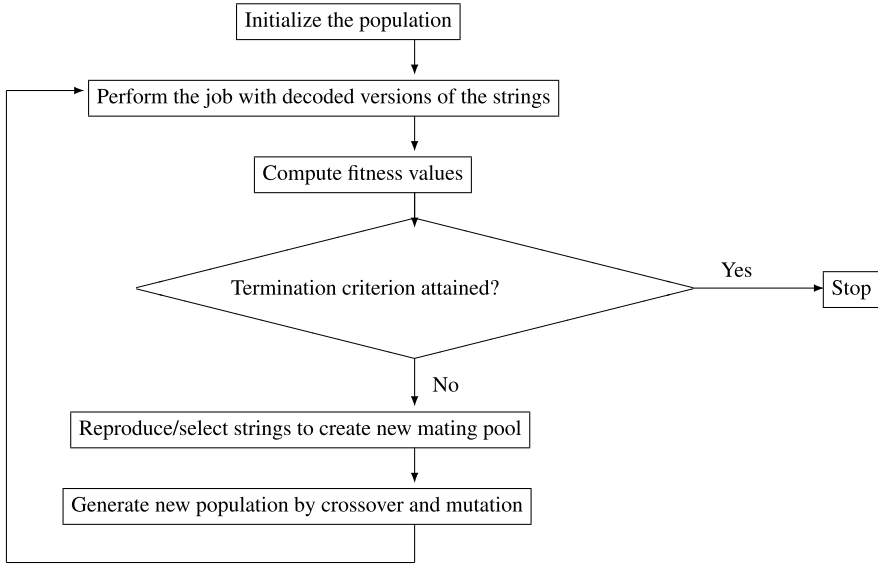 Initialize the population
Perform the job with decoded versions of the strings
Compute fitness values
Termination criterion attained?
Yes
Stop
No
Reproduce/select strings to create new mating pool
Generate new population by crossover and mutation